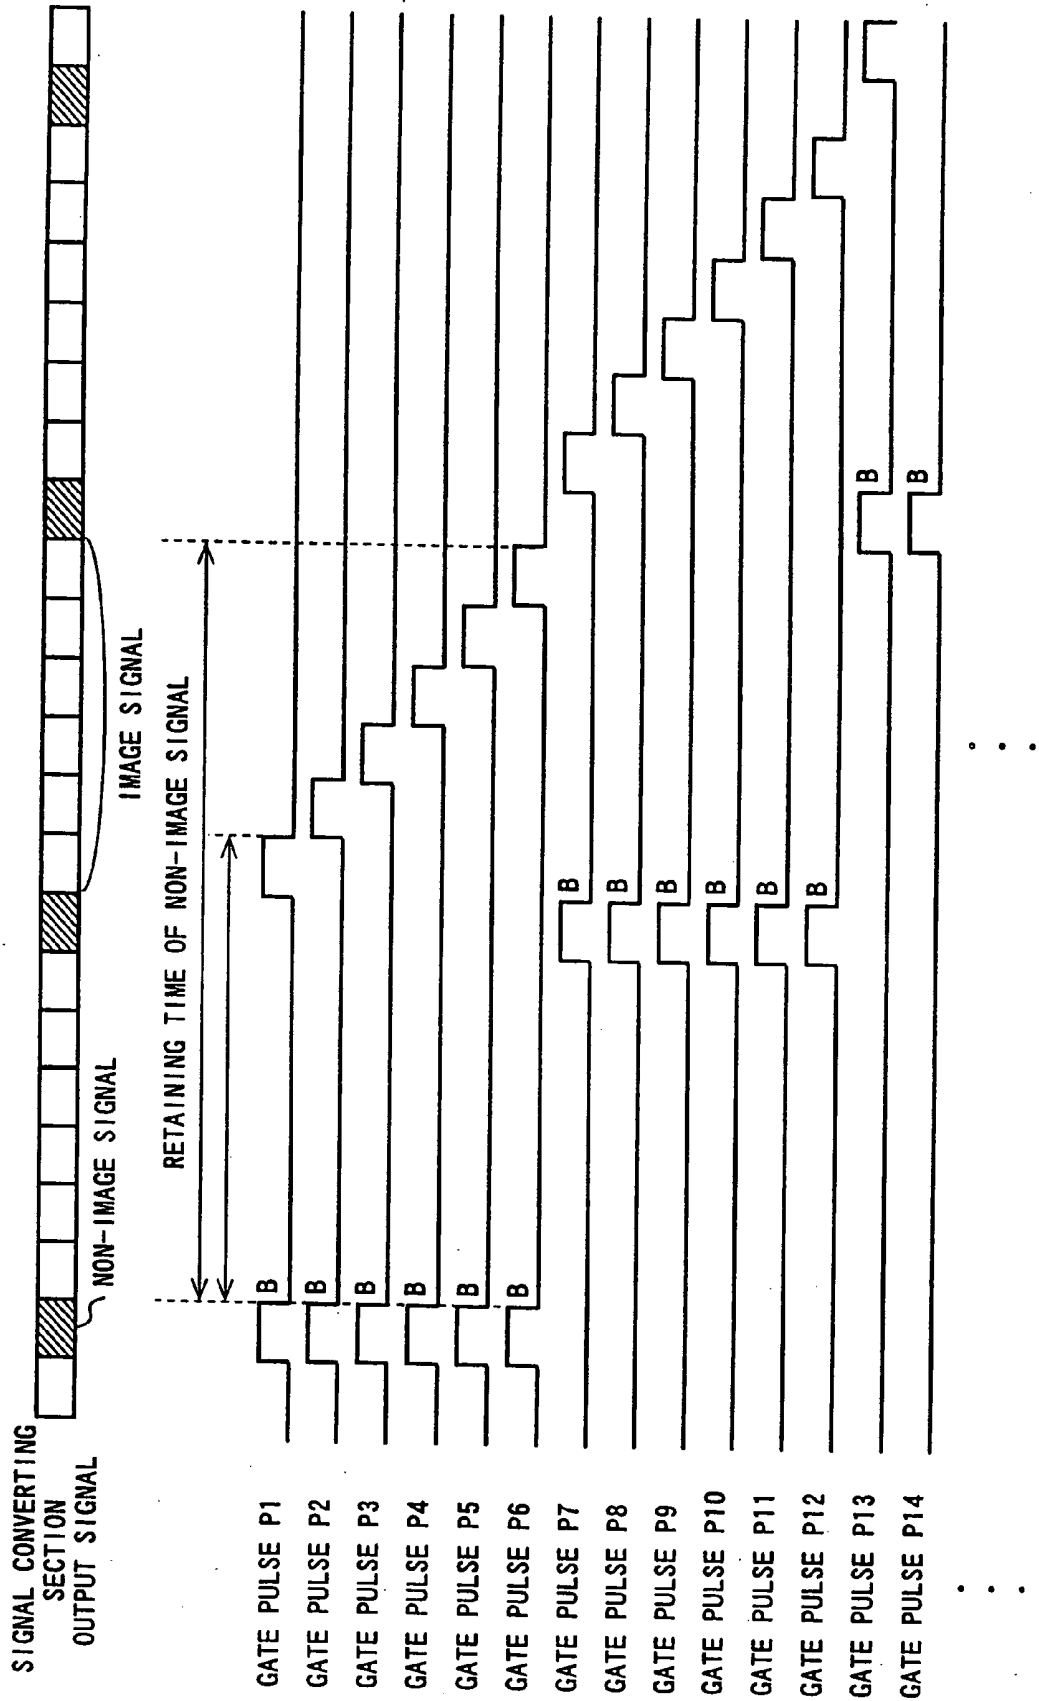 SIGNAL CONVERTING
SECTION
OUTPUT SIGNAL
NON-IMAGE SIGNAL
IMAGE SIGNAL
RETAINING TIME OF NON-IMAGE SIGNAL
GATE PULSE P1
B
GATE PULSE P2
B
GATE PULSE P3
B
GATE PULSE P4
B
GATE PULSE P5
B
GATE PULSE P6
B
GATE PULSE P7
B
GATE PULSE P8
B
GATE PULSE P9
B
GATE PULSE P10
B
GATE PULSE P11
B
GATE PULSE P12
B
GATE PULSE P13
B
GATE PULSE P14
B